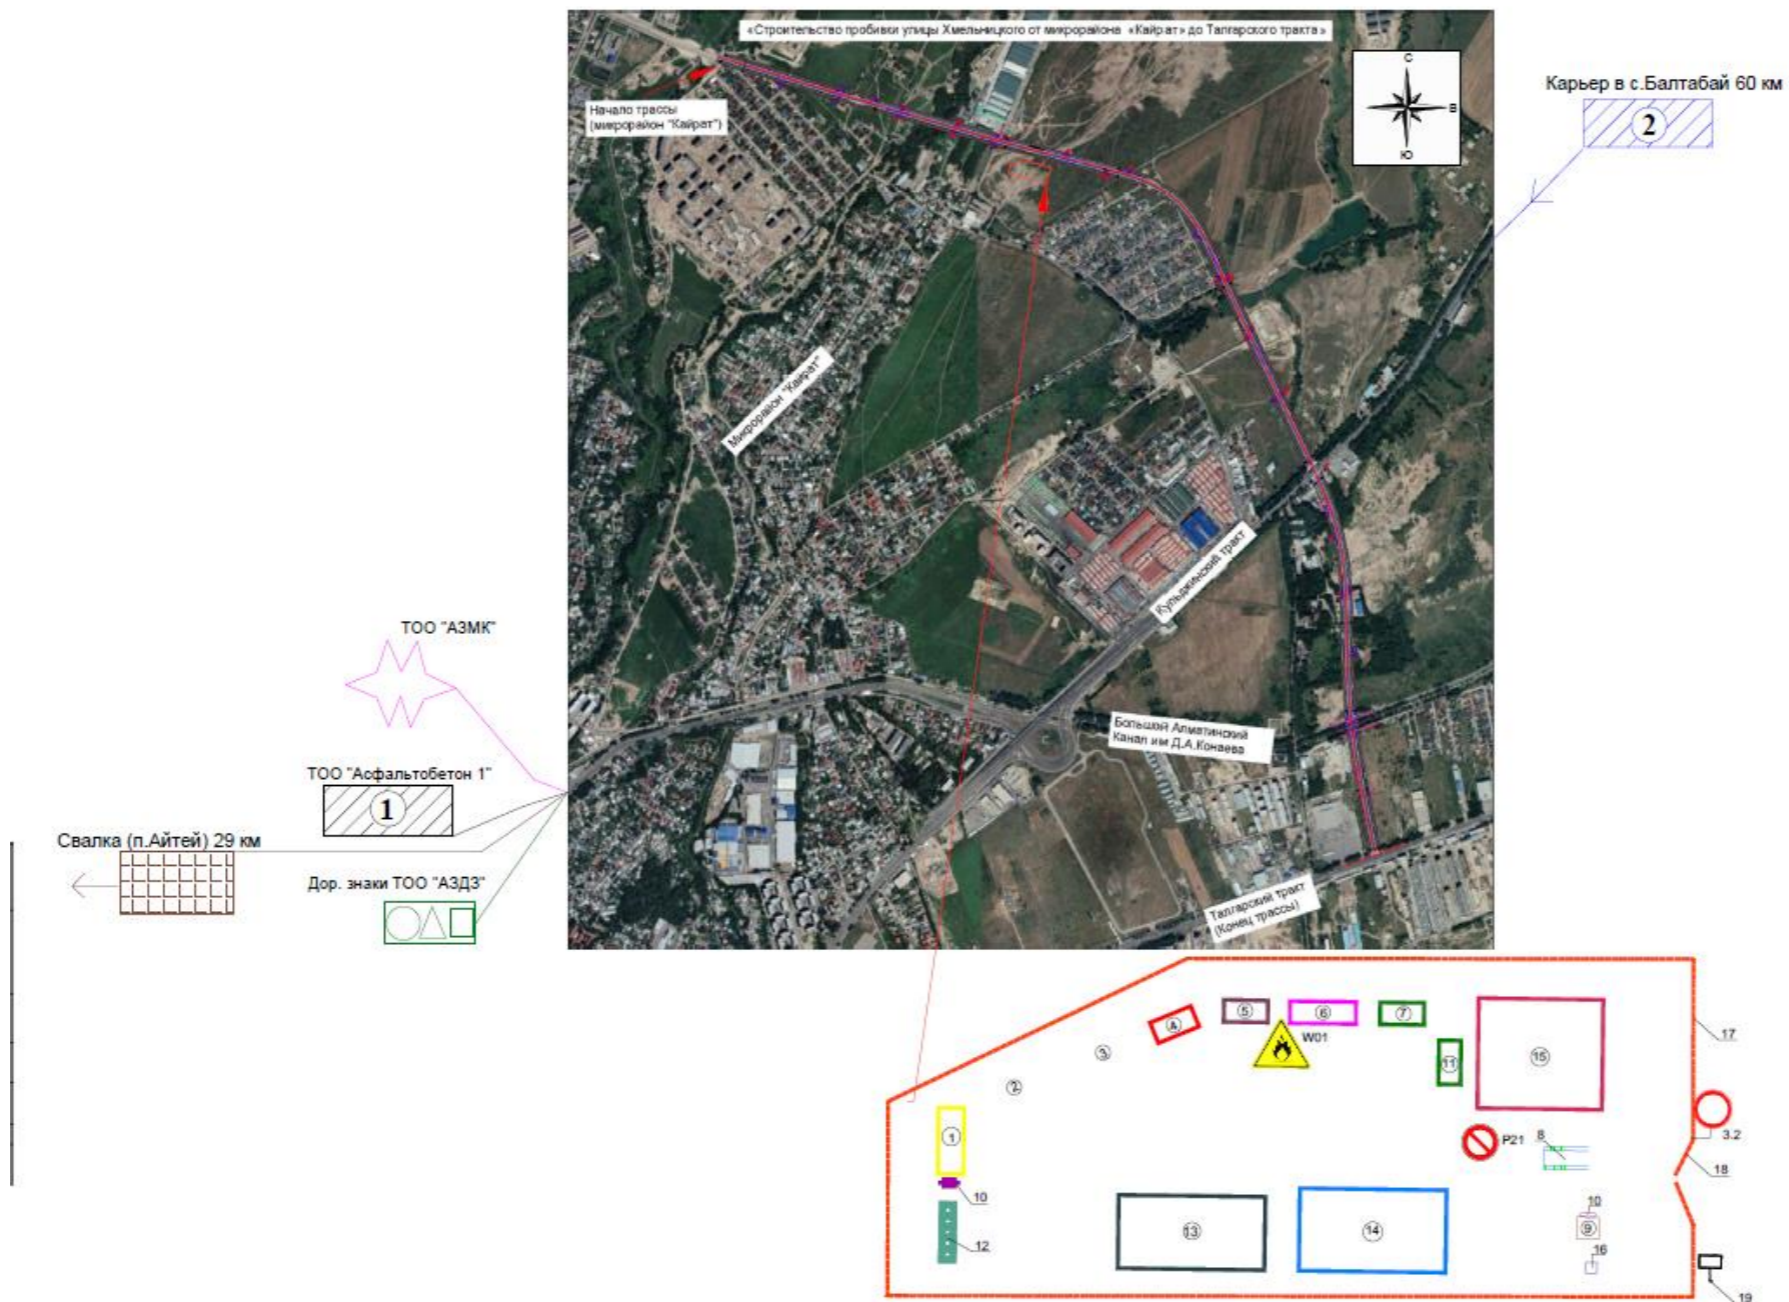 «Строительство пробивки улицы Хмельницкого от микрорайона «Кайрат» до Талгарского тракта»
С
В
Ю
Начало трассы
(микрорайон "Кайрат")
Карьер в с.Балтабай 60 км
2
Микрорайон "Кайрат"
Кульджинский тракт
ТОО "АЗМК"
Большой Алматинский
Канал им Д.А.Конаева
ТОО "Асфальтобетон 1"
1
Свалка (п.Айтей) 29 км
Дор. знаки ТОО "АЗДЗ"
Талгарский тракт
(Конец трассы)
4
5
6
7
W01
3
2
11
15
17
1
P21
8
3.2
18
10
12
13
14
10
9
16
19